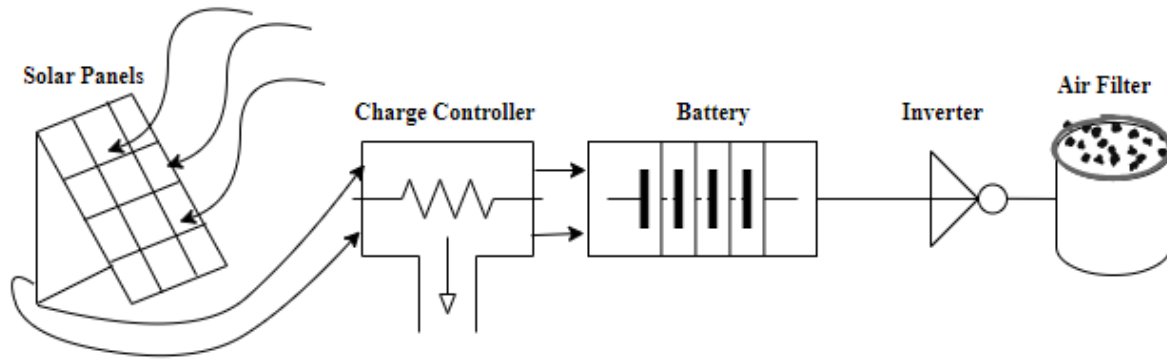 Solar Panels
Charge Controller
Battery
Inverter
Air Filter